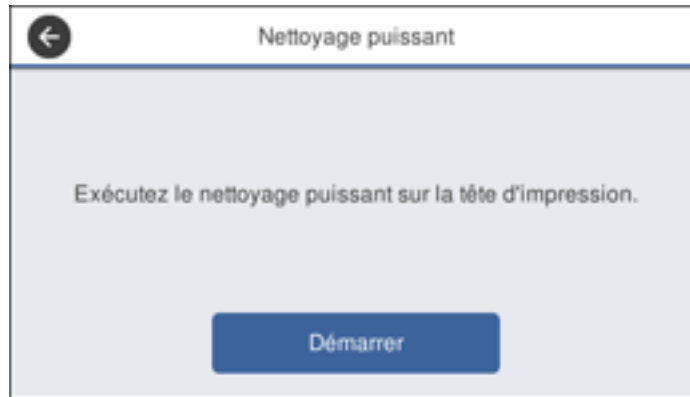 Nettoyage puissant
Exécutez le nettoyage puissant sur la tête d'impression.
Démarrer